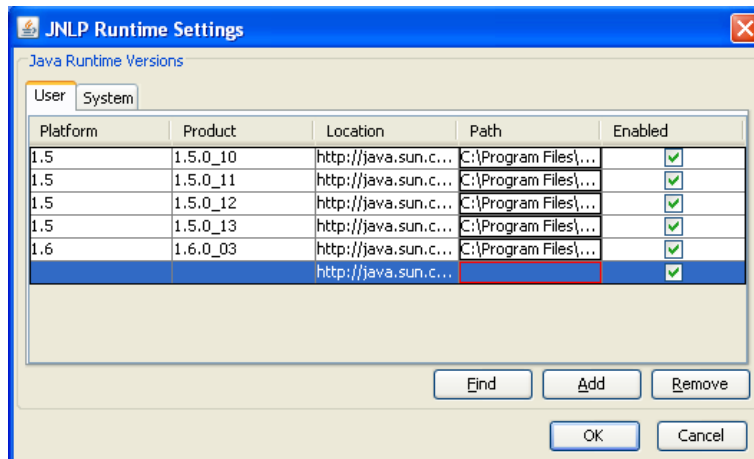 JNLP Runtime Settings
Java Runtime Versions
User System
Platform Product Location Path Enabled
1.5 1.5.0_10 http://java.sun.c... C:\Program Files\...
1.5 1.5.0_11 http://java.sun.c... C:\Program Files\...
1.5 1.5.0_12 http://java.sun.c... C:\Program Files\...
1.5 1.5.0_13 http://java.sun.c... C:\Program Files\...
1.6 1.6.0_03 http://java.sun.c... C:\Program Files\...
http://java.sun.c...
Find Add Remove
OK Cancel